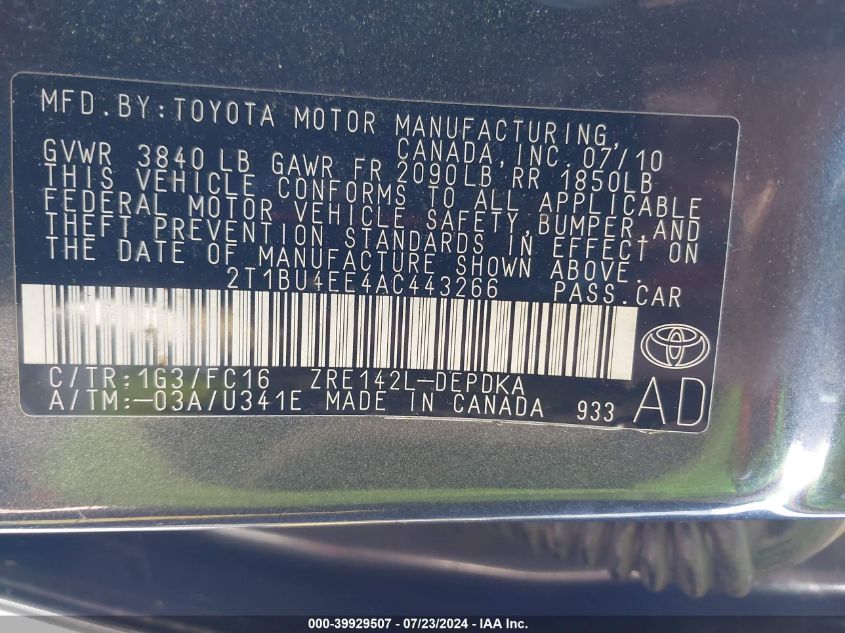 MFD.BY:TOYOTA MOTOR MANUFACTURING,
CANADA, INC. 07/10
GVWR 3840 LB GAWR FR 2090LB RR 1850LB
THIS VEHICLE CONFORMS TO ALL APPLICABLE
FEDERAL MOTOR VEHICLE SAFETY,BUMPER,AND
THEFT PREVENTION STANDARDS IN EFFECT ON
THE DATE OF MANUFACTURE SHOWN ABOVE.
2T1BU4EE4AC443266 PASS.CAR
C/TR:1G3/FC16 ZRE142L-DEPDKA
A/TM:-03A/U341E MADE IN CANADA 933 AD
000-39929507 - 07/23/2024 - IAA Inc.